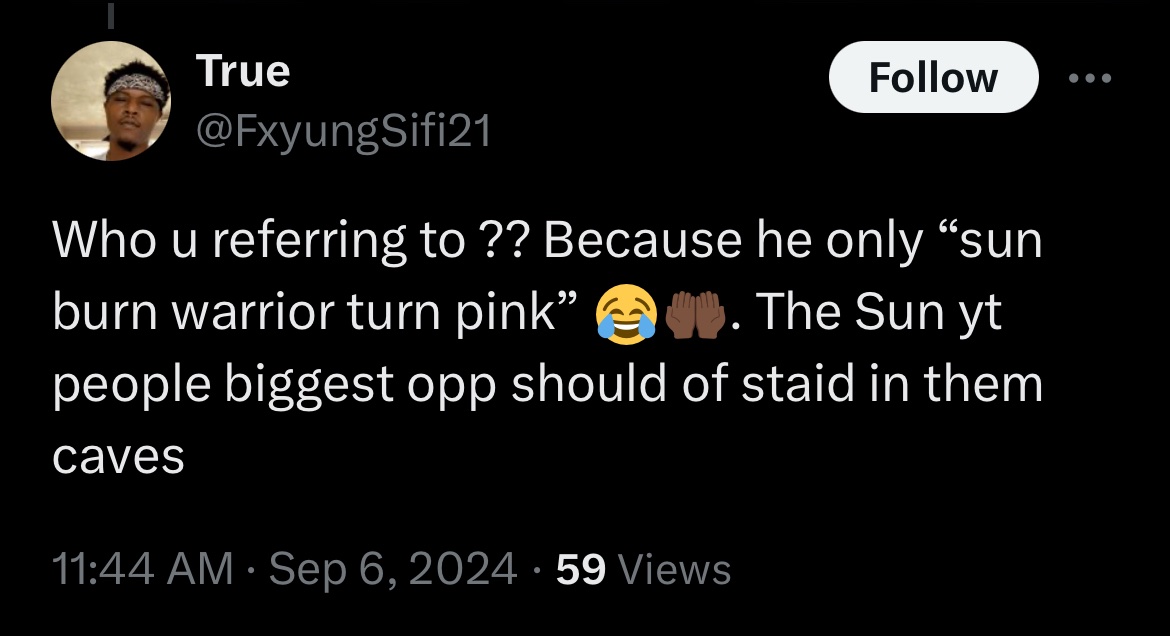 True
Follow
@FxyungSifi21
Who u referring to ?? Because he only “sun
burn warrior turn pink” 😂🤲🏾. The Sun yt
people biggest opp should of staid in them
caves
11:44 AM · Sep 6, 2024 · 59 Views